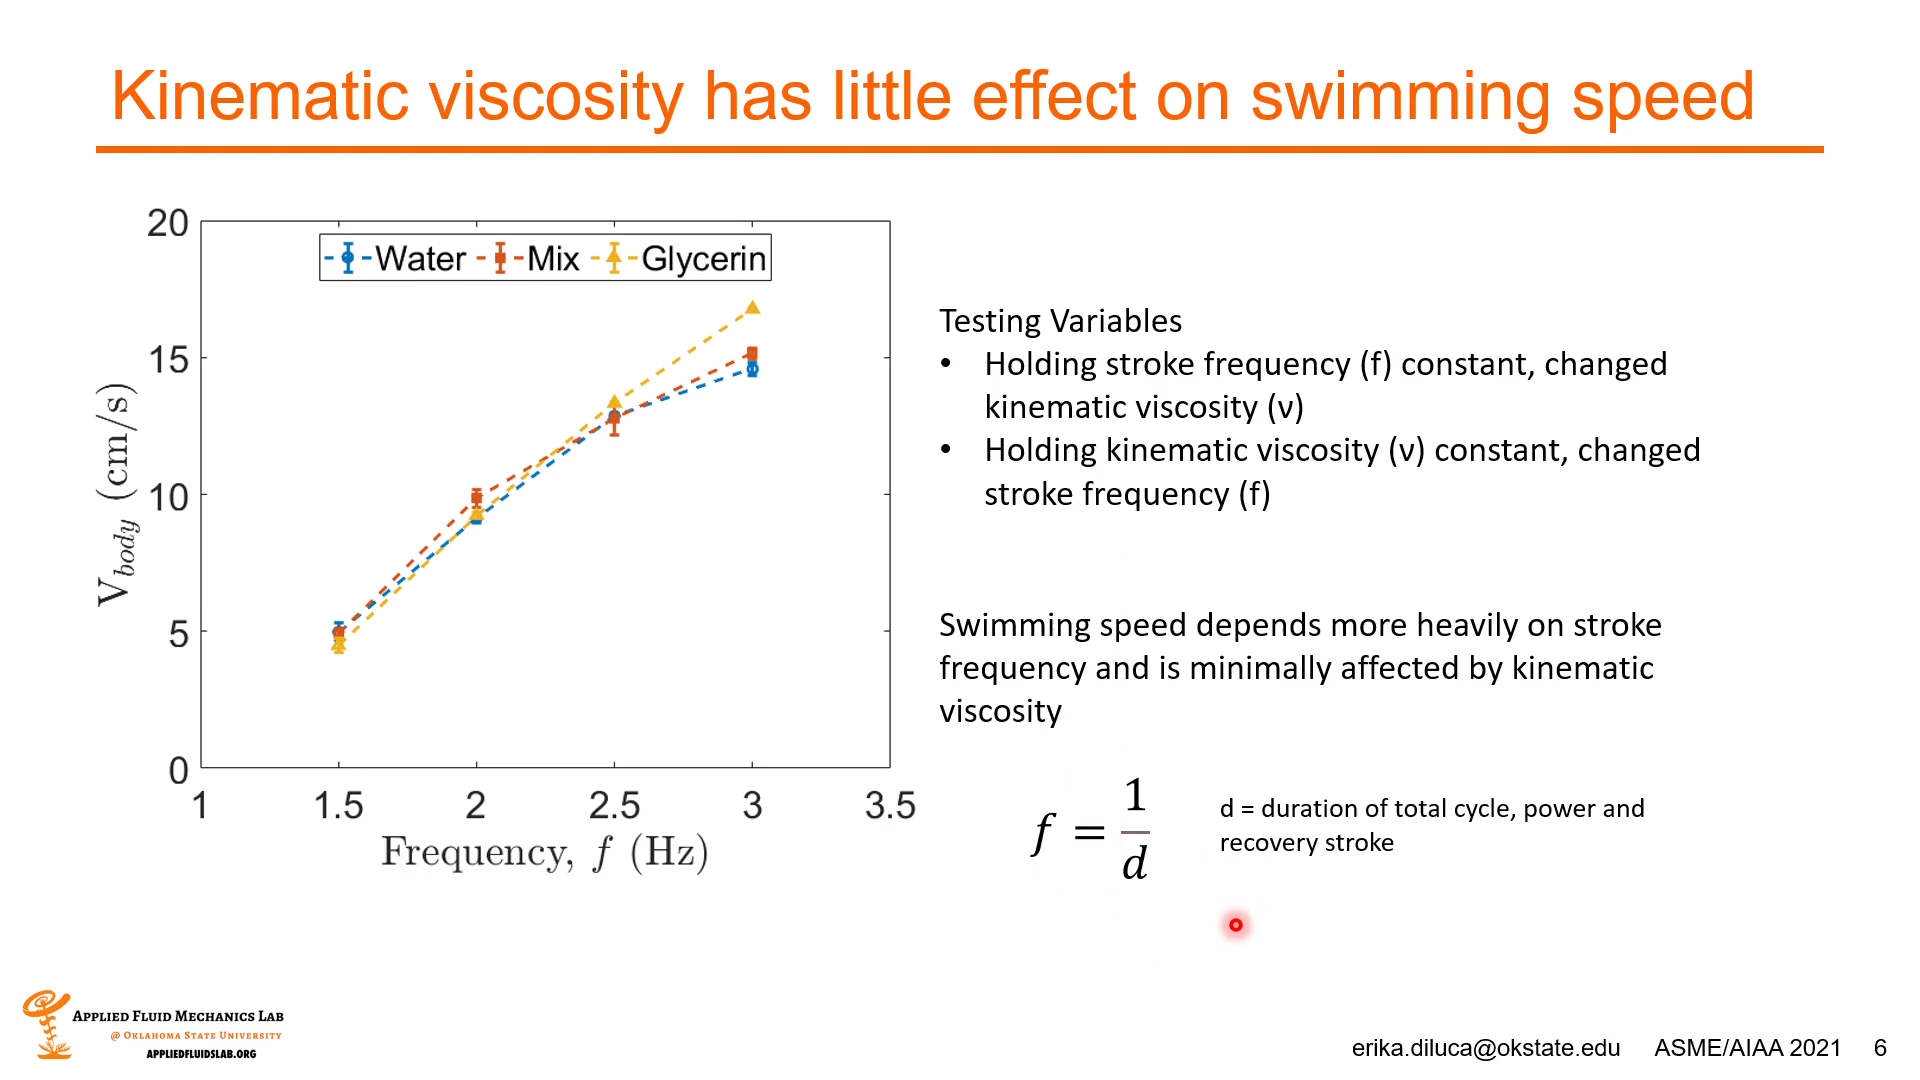 Kinematic viscosity has little effect on swimming speed
20
15
10
5
0
V_body (cm/s)
Water Mix Glycerin
1 1.5 2 2.5 3 3.5
Frequency, f (Hz)
Testing Variables
• Holding stroke frequency (f) constant, changed
kinematic viscosity (ν)
• Holding kinematic viscosity (ν) constant, changed
stroke frequency (f)
Swimming speed depends more heavily on stroke
frequency and is minimally affected by kinematic
viscosity
f = 1/d
d = duration of total cycle, power and
recovery stroke
APPLIED FLUID MECHANICS LAB
@ OKLAHOMA STATE UNIVERSITY
APPLIEDFLUIDSLAB.ORG
erika.diluca@okstate.edu ASME/AIAA 2021 6